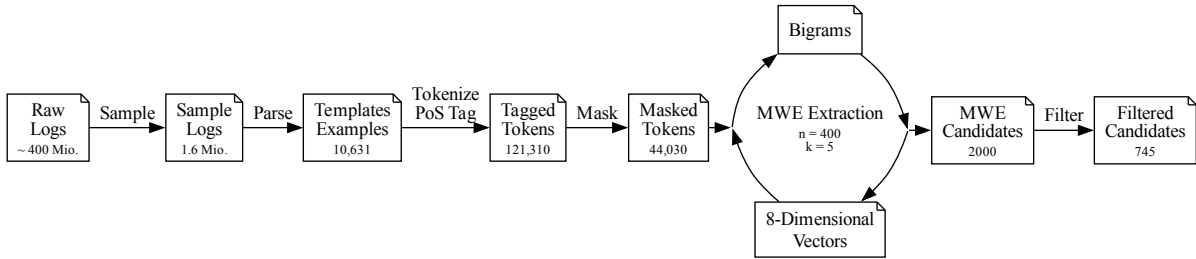 Raw
Logs
~ 400 Mio.
Sample
Sample
Logs
1.6 Mio.
Parse
Templates
Examples
10,631
Tokenize
PoS Tag
Tagged
Tokens
121,310
Mask
Masked
Tokens
44,030
Bigrams
MWE Extraction
n = 400
k = 5
8-Dimensional
Vectors
MWE
Candidates
2000
Filter
Filtered
Candidates
745